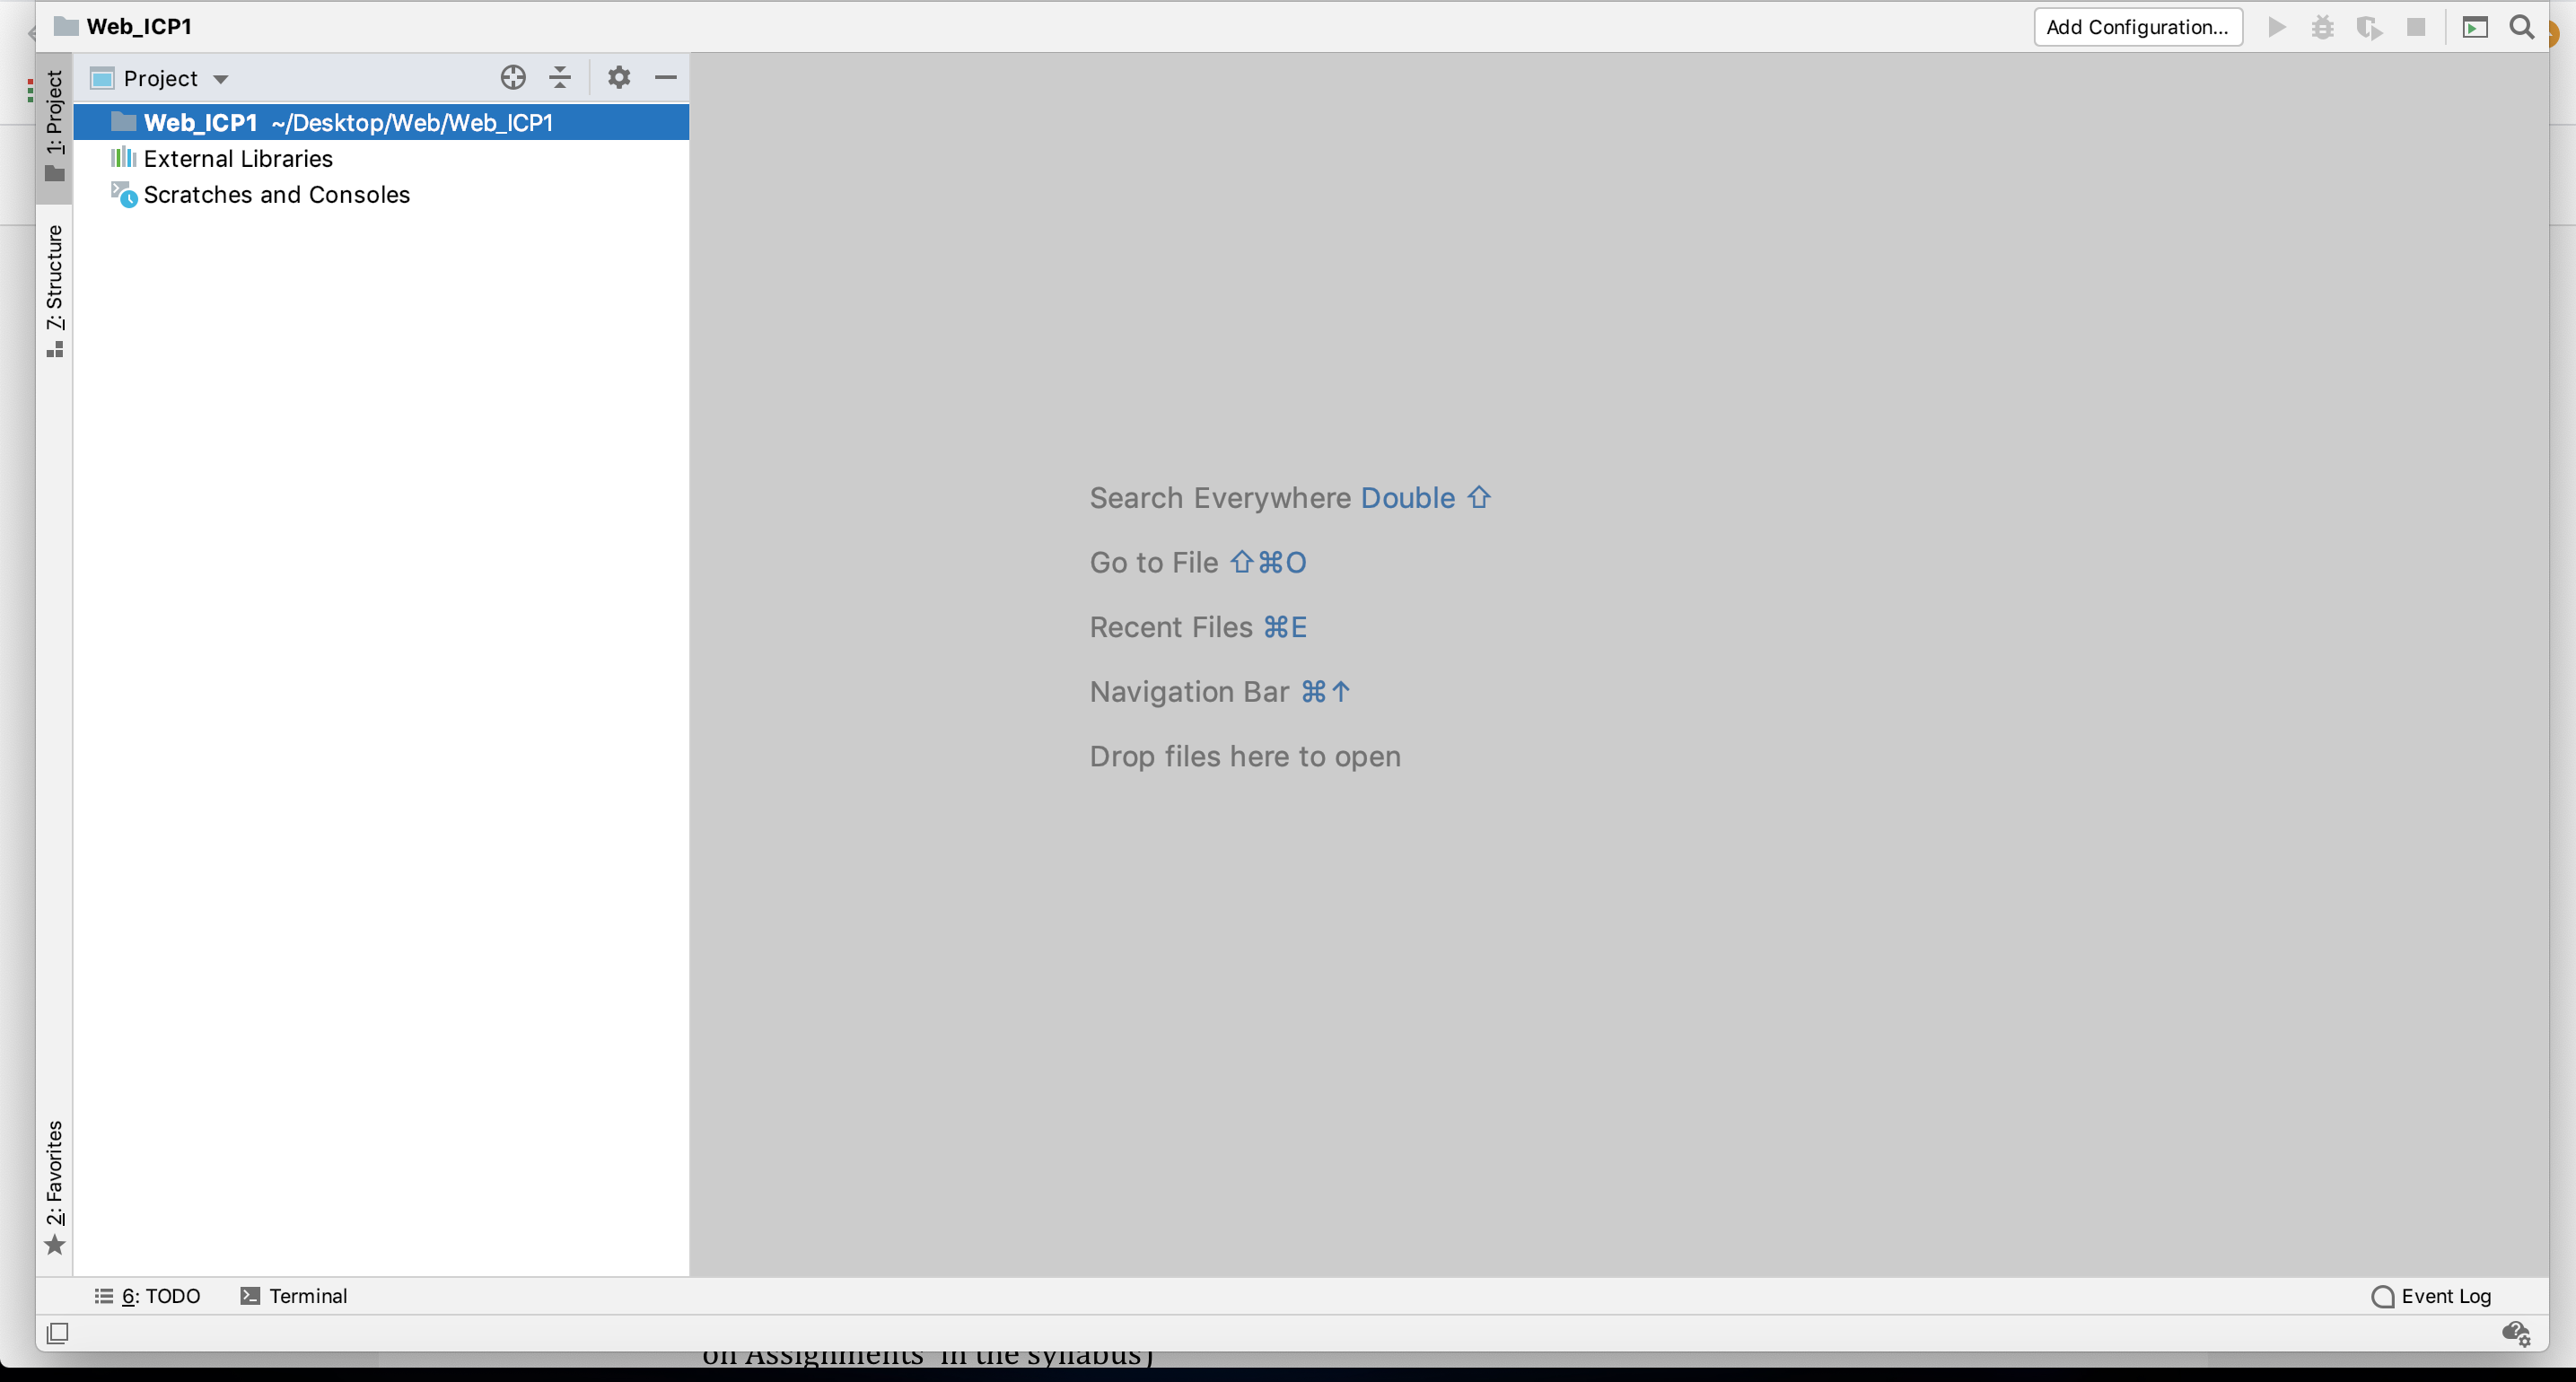 Web_ICP1
Add Configuration...
1: Project
Project
Web_ICP1 ~/Desktop/Web/Web_ICP1
External Libraries
Scratches and Consoles
7: Structure
Search Everywhere Double ⇧
Go to File ⇧⌘O
Recent Files ⌘E
Navigation Bar ⌘↑
Drop files here to open
2: Favorites
6: TODO
Terminal
Event Log
on Assignments" in the syllabus)